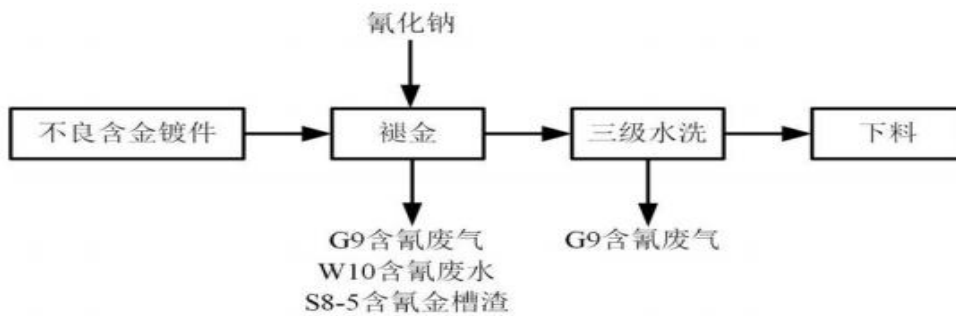 氰化钠
不良含金镀件
褪金
三级水洗
下料
G9含氰废气
W10含氰废水
S8-5含氰金槽渣
G9含氰废气